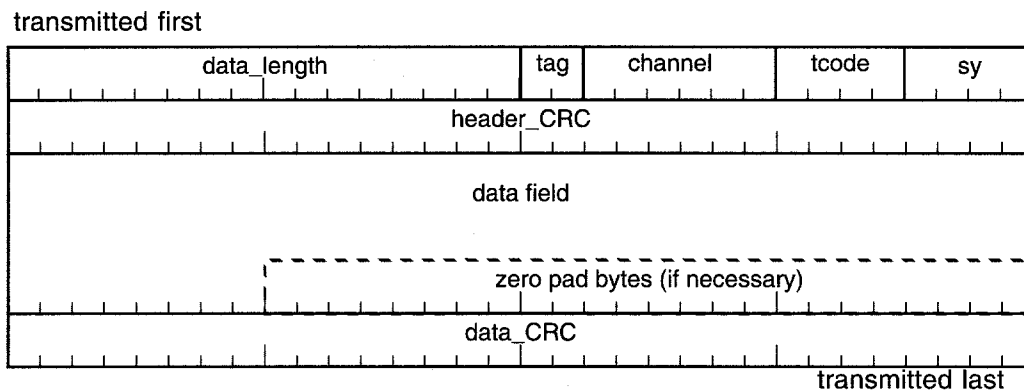 transmitted first
data_length tag channel tcode sy
header_CRC
data field
zero pad bytes (if necessary)
data_CRC
transmitted last